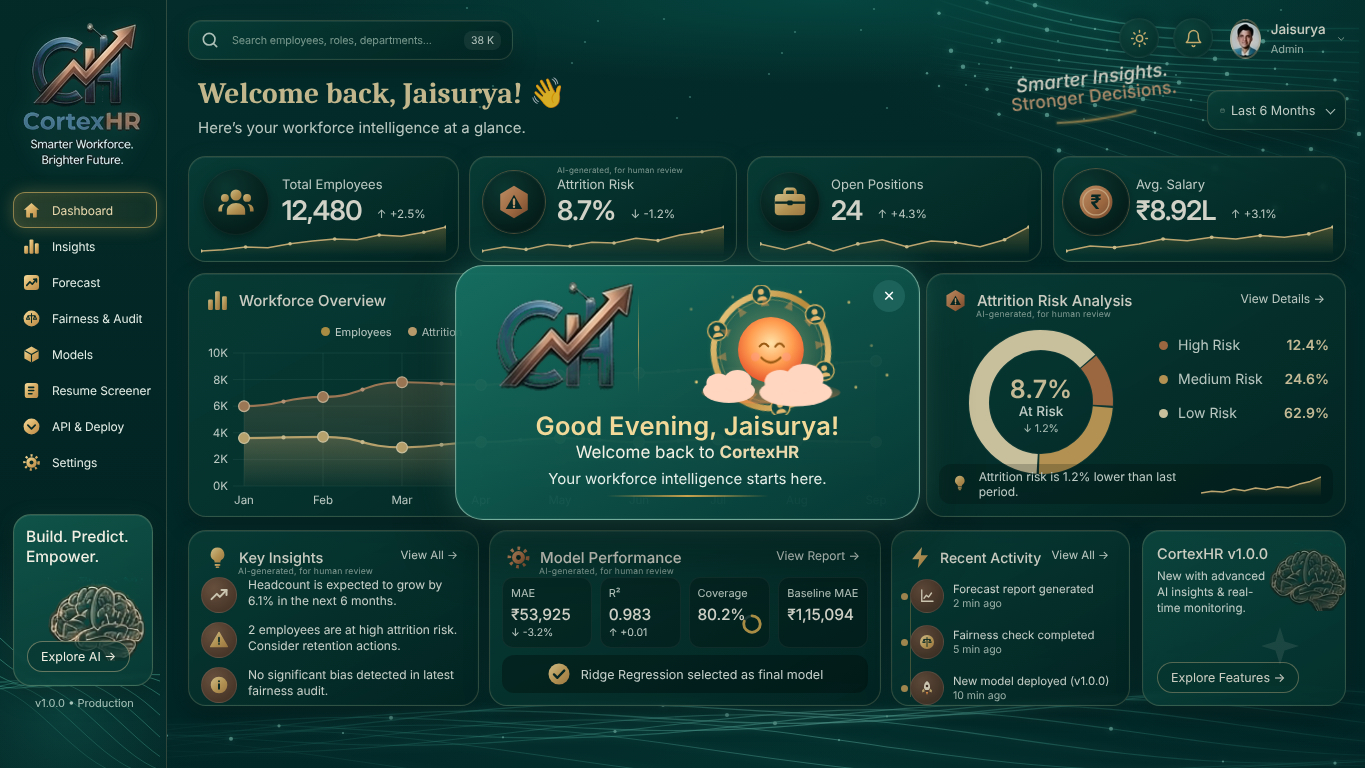 CortexHR
Smarter Workforce.
Brighter Future.
Dashboard
Insights
Forecast
Fairness & Audit
Models
Resume Screener
API & Deploy
Settings
Build. Predict.
Empower.
Explore AI →
v1.0.0 • Production
Search employees, roles, departments...
38 K
Jaisurya
Admin
Welcome back, Jaisurya! 👋
Here's your workforce intelligence at a glance.
Smarter Insights.
Stronger Decisions.
Last 6 Months
Total Employees
12,480 ↑ +2.5%
AI-generated, for human review
Attrition Risk
8.7% ↓ -1.2%
Open Positions
24 ↑ +4.3%
Avg. Salary
₹8.92L ↑ +3.1%
Workforce Overview
Employees
Attritio
10K
8K
6K
4K
2K
0K
Jan Feb Mar Apr May Aug Sep
Good Evening, Jaisurya!
Welcome back to CortexHR
Your workforce intelligence starts here.
Attrition Risk Analysis
AI-generated, for human review
View Details →
8.7%
At Risk
↓ 1.2%
High Risk 12.4%
Medium Risk 24.6%
Low Risk 62.9%
Attrition risk is 1.2% lower than last
period.
Key Insights
AI-generated, for human review
View All →
Headcount is expected to grow by
6.1% in the next 6 months.
2 employees are at high attrition risk.
Consider retention actions.
No significant bias detected in latest
fairness audit.
Model Performance
AI-generated, for human review
View Report →
MAE
₹53,925
↓ -3.2%
R²
0.983
↑ +0.01
Coverage
80.2%
Baseline MAE
₹1,15,094
Ridge Regression selected as final model
Recent Activity
View All →
Forecast report generated
2 min ago
Fairness check completed
5 min ago
New model deployed (v1.0.0)
10 min ago
CortexHR v1.0.0
New with advanced
AI insights & real-
time monitoring.
Explore Features →